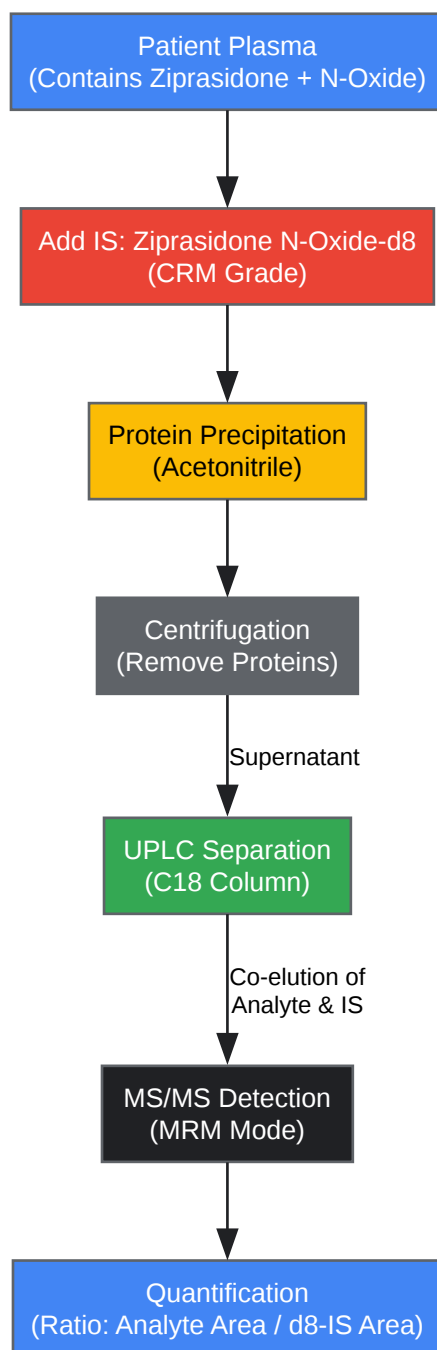 Patient Plasma
(Contains Ziprasidone + N-Oxide)
Add IS: Ziprasidone N-Oxide-d8
(CRM Grade)
Protein Precipitation
(Acetonitrile)
Centrifugation
(Remove Proteins)
Supernatant
UPLC Separation
(C18 Column)
Co-elution of
Analyte & IS
MS/MS Detection
(MRM Mode)
Quantification
(Ratio: Analyte Area / d8-IS Area)